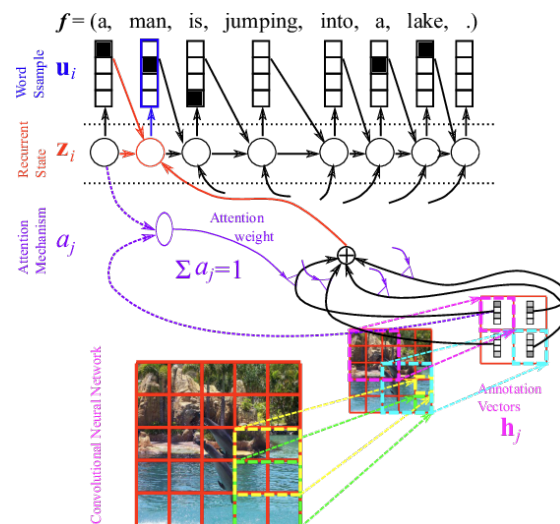 f = (a, man, is, jumping, into, a, lake, .)
Word
Ssample
u_i
Recurrent
State
z_i
Attention
Mechanism
a_j
Attention
weight
Σ a_j=1
Convolutional Neural Network
Annotation
Vectors
h_j